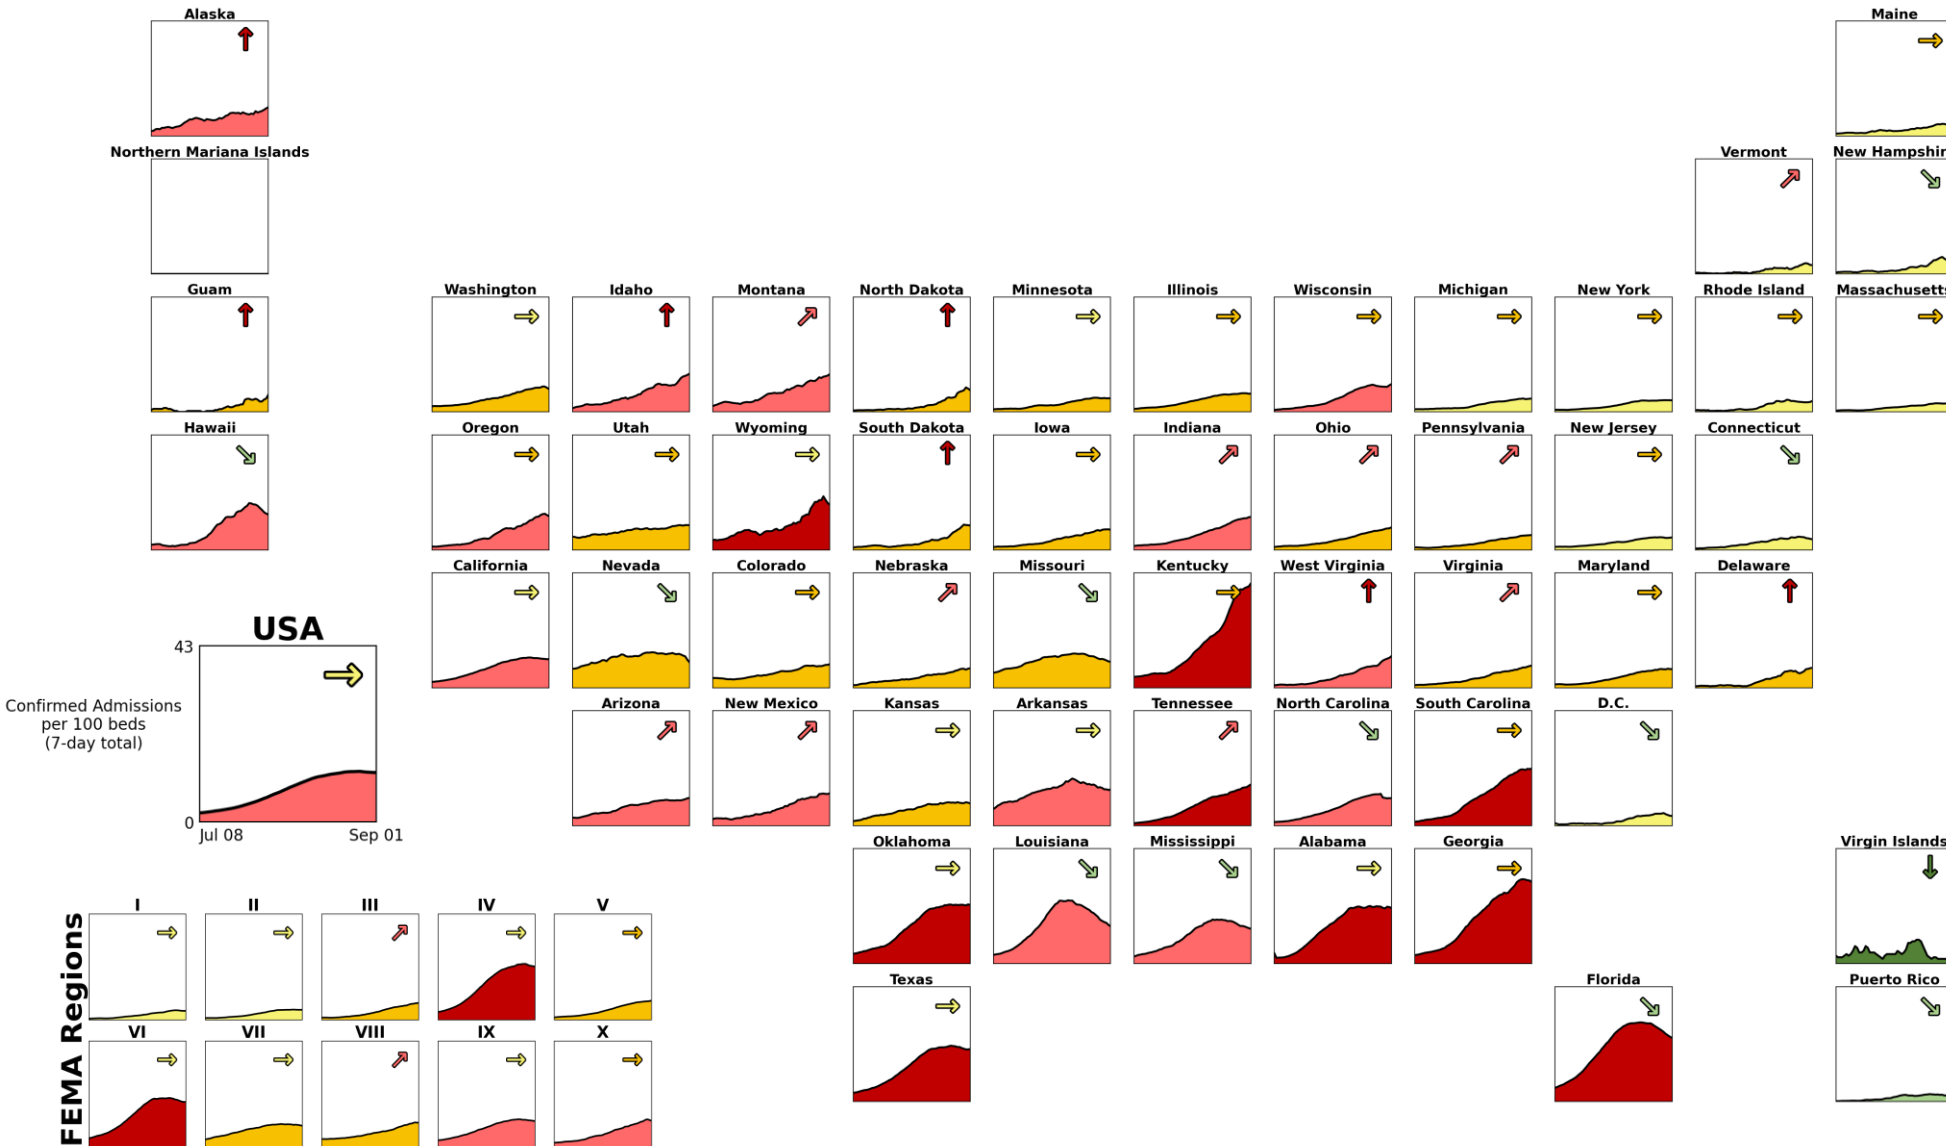 Alaska
Maine
Northern Mariana Islands
Vermont
New Hampshir
Guam
Washington
Idaho
Montana
North Dakota
Minnesota
Illinois
Wisconsin
Michigan
New York
Rhode Island
Massachusetts
Hawaii
Oregon
Utah
Wyoming
South Dakota
Iowa
Indiana
Ohio
Pennsylvania
New Jersey
Connecticut
California
Nevada
Colorado
Nebraska
Missouri
Kentucky
West Virginia
Virginia
Maryland
Delaware
USA
43
Confirmed Admissions
per 100 beds
(7-day total)
0
Jul 08
Sep 01
Arizona
New Mexico
Kansas
Arkansas
Tennessee
North Carolina
South Carolina
D.C.
Oklahoma
Louisiana
Mississippi
Alabama
Georgia
Virgin Islands
FEMA Regions
I
II
III
IV
V
VI
VII
VIII
IX
X
Texas
Florida
Puerto Rico